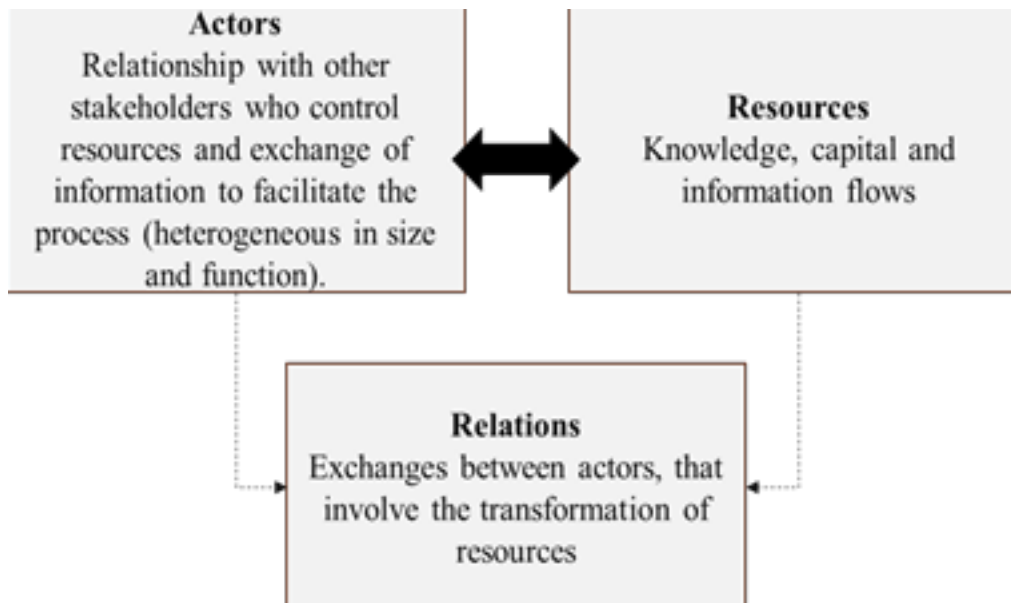 Actors
Relationship with other
stakeholders who control
resources and exchange of
information to facilitate the
process (heterogeneous in size
and function).
Resources
Knowledge, capital and
information flows
Relations
Exchanges between actors, that
involve the transformation of
resources